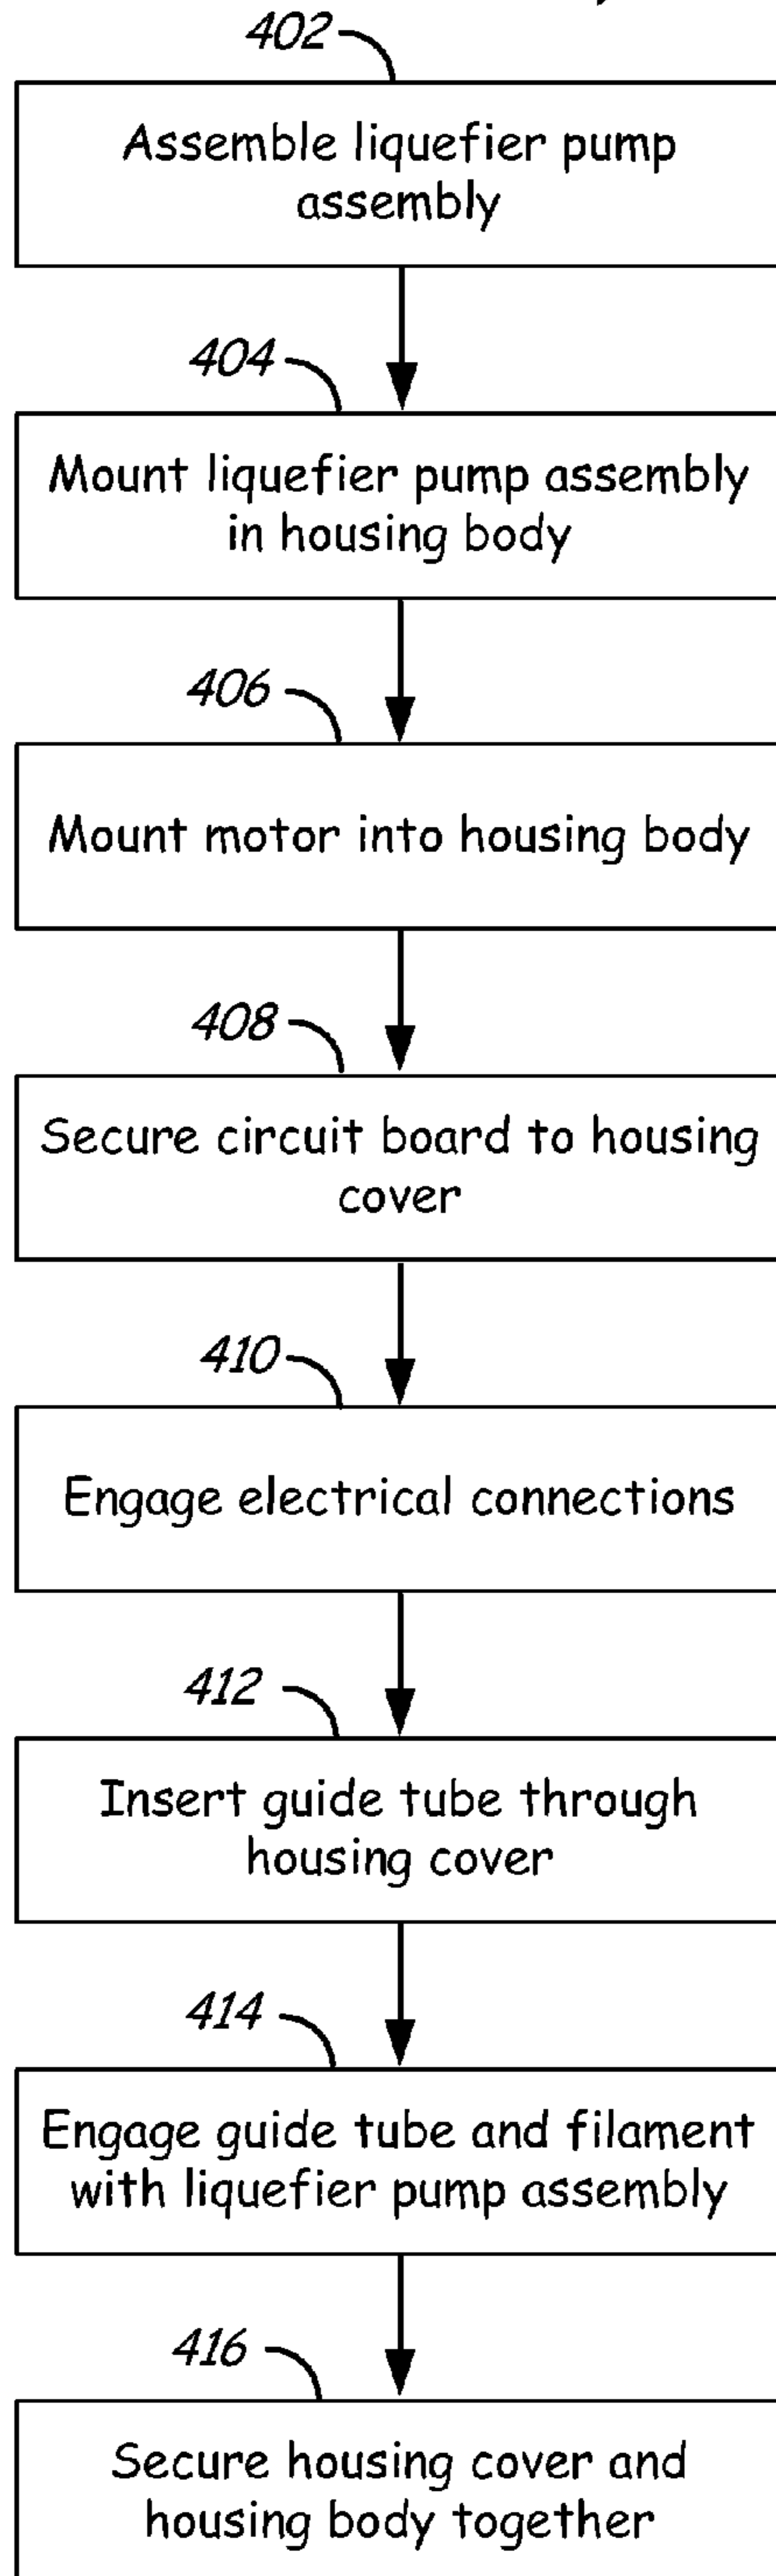 402
Assemble liquefier pump
assembly
404
Mount liquefier pump assembly
in housing body
406
Mount motor into housing body
408
Secure circuit board to housing
cover
410
Engage electrical connections
412
Insert guide tube through
housing cover
414
Engage guide tube and filament
with liquefier pump assembly
416
Secure housing cover and
housing body together